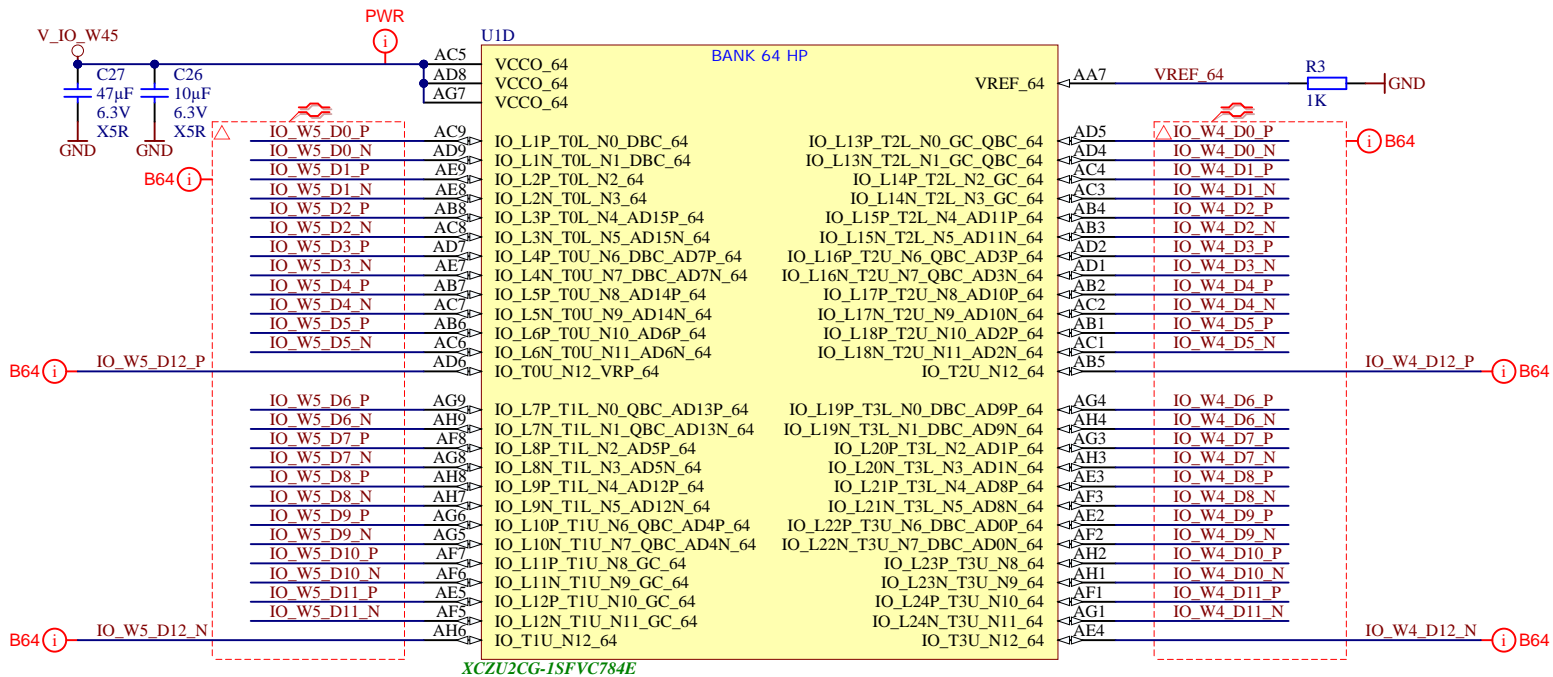 PWR
V_IO_W45
U1D
BANK 64 HP
AC5 VCCO_64
AD8 VCCO_64
AG7 VCCO_64
VREF_64 AA7 VREF_64 R3 1K GND
C27 C26
47µF 10µF
6.3V 6.3V
X5R X5R
GND GND
IO_W5_D0_P AC9 IO_L1P_T0L_N0_DBC_64 IO_L13P_T2L_N0_GC_QBC_64 AD5 IO_W4_D0_P B64
IO_W5_D0_N AD9 IO_L1N_T0L_N1_DBC_64 IO_L13N_T2L_N1_GC_QBC_64 AD4 IO_W4_D0_N
B64 IO_W5_D1_P AE9 IO_L2P_T0L_N2_64 IO_L14P_T2L_N2_GC_64 AC4 IO_W4_D1_P
IO_W5_D1_N AE8 IO_L2N_T0L_N3_64 IO_L14N_T2L_N3_GC_64 AC3 IO_W4_D1_N
IO_W5_D2_P AB8 IO_L3P_T0L_N4_AD15P_64 IO_L15P_T2L_N4_AD11P_64 AB4 IO_W4_D2_P
IO_W5_D2_N AC8 IO_L3N_T0L_N5_AD15N_64 IO_L15N_T2L_N5_AD11N_64 AB3 IO_W4_D2_N
IO_W5_D3_P AD7 IO_L4P_T0U_N6_DBC_AD7P_64 IO_L16P_T2U_N6_QBC_AD3P_64 AD2 IO_W4_D3_P
IO_W5_D3_N AE7 IO_L4N_T0U_N7_DBC_AD7N_64 IO_L16N_T2U_N7_QBC_AD3N_64 AD1 IO_W4_D3_N
IO_W5_D4_P AB7 IO_L5P_T0U_N8_AD14P_64 IO_L17P_T2U_N8_AD10P_64 AB2 IO_W4_D4_P
IO_W5_D4_N AC7 IO_L5N_T0U_N9_AD14N_64 IO_L17N_T2U_N9_AD10N_64 AC2 IO_W4_D4_N
IO_W5_D5_P AB6 IO_L6P_T0U_N10_AD6P_64 IO_L18P_T2U_N10_AD2P_64 AB1 IO_W4_D5_P
IO_W5_D5_N AC6 IO_L6N_T0U_N11_AD6N_64 IO_L18N_T2U_N11_AD2N_64 AC1 IO_W4_D5_N
B64 IO_W5_D12_P AD6 IO_T0U_N12_VRP_64 IO_T2U_N12_64 AB5 IO_W4_D12_P B64
IO_W5_D6_P AG9 IO_L7P_T1L_N0_QBC_AD13P_64 IO_L19P_T3L_N0_DBC_AD9P_64 AG4 IO_W4_D6_P
IO_W5_D6_N AH9 IO_L7N_T1L_N1_QBC_AD13N_64 IO_L19N_T3L_N1_DBC_AD9N_64 AH4 IO_W4_D6_N
IO_W5_D7_P AF8 IO_L8P_T1L_N2_AD5P_64 IO_L20P_T3L_N2_AD1P_64 AG3 IO_W4_D7_P
IO_W5_D7_N AG8 IO_L8N_T1L_N3_AD5N_64 IO_L20N_T3L_N3_AD1N_64 AH3 IO_W4_D7_N
IO_W5_D8_P AH8 IO_L9P_T1L_N4_AD12P_64 IO_L21P_T3L_N4_AD8P_64 AE3 IO_W4_D8_P
IO_W5_D8_N AH7 IO_L9N_T1L_N5_AD12N_64 IO_L21N_T3L_N5_AD8N_64 AF3 IO_W4_D8_N
IO_W5_D9_P AG6 IO_L10P_T1U_N6_QBC_AD4P_64 IO_L22P_T3U_N6_DBC_AD0P_64 AE2 IO_W4_D9_P
IO_W5_D9_N AG5 IO_L10N_T1U_N7_QBC_AD4N_64 IO_L22N_T3U_N7_DBC_AD0N_64 AF2 IO_W4_D9_N
IO_W5_D10_P AF7 IO_L11P_T1U_N8_GC_64 IO_L23P_T3U_N8_64 AH2 IO_W4_D10_P
IO_W5_D10_N AF6 IO_L11N_T1U_N9_GC_64 IO_L23N_T3U_N9_64 AH1 IO_W4_D10_N
IO_W5_D11_P AE5 IO_L12P_T1U_N10_GC_64 IO_L24P_T3U_N10_64 AF1 IO_W4_D11_P
IO_W5_D11_N AF5 IO_L12N_T1U_N11_GC_64 IO_L24N_T3U_N11_64 AG1 IO_W4_D11_N
B64 IO_W5_D12_N AH6 IO_T1U_N12_64 IO_T3U_N12_64 AE4 IO_W4_D12_N B64
XCZU2CG-1SFVC784E